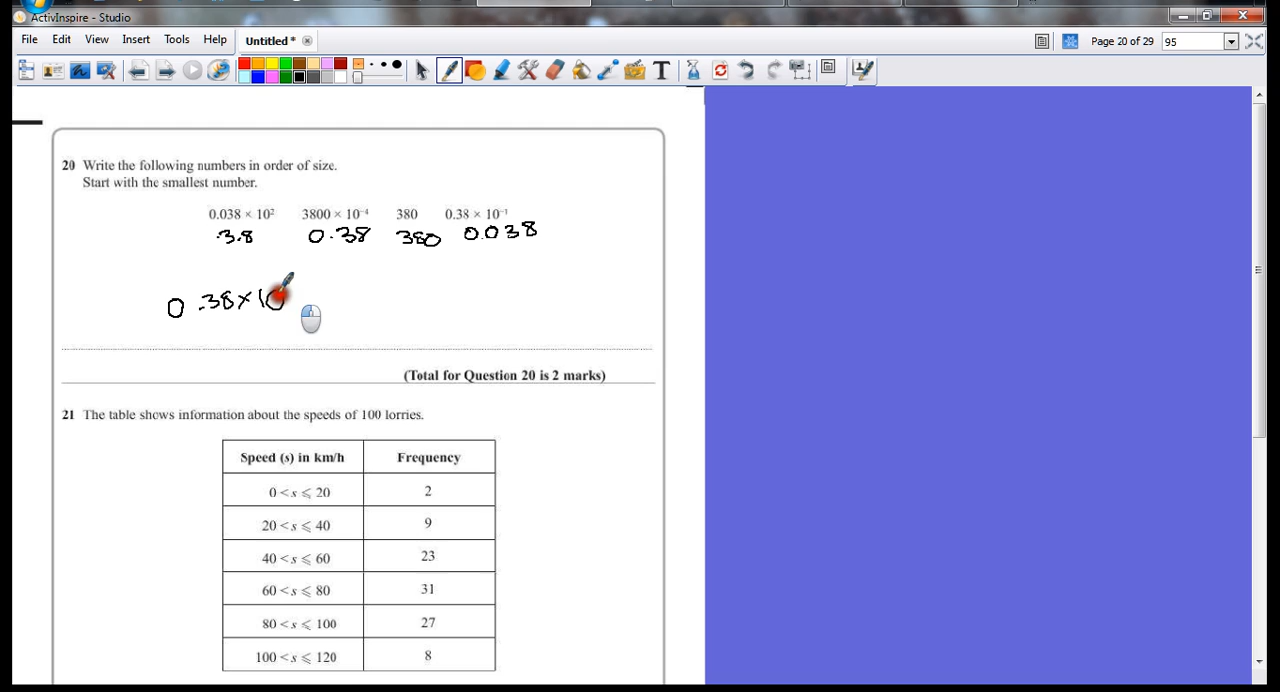 ActivInspire - Studio
File Edit View Insert Tools Help Untitled * Page 20 of 29 95
20 Write the following numbers in order of size.
Start with the smallest number.
0.038 × 10² 3800 × 10⁻⁴ 380 0.38 × 10⁻¹
3.8 0.38 380 0.038
0.38×10
(Total for Question 20 is 2 marks)
21 The table shows information about the speeds of 100 lorries.
Speed (s) in km/h Frequency
0 < s ⩽ 20 2
20 < s ⩽ 40 9
40 < s ⩽ 60 23
60 < s ⩽ 80 31
80 < s ⩽ 100 27
100 < s ⩽ 120 8